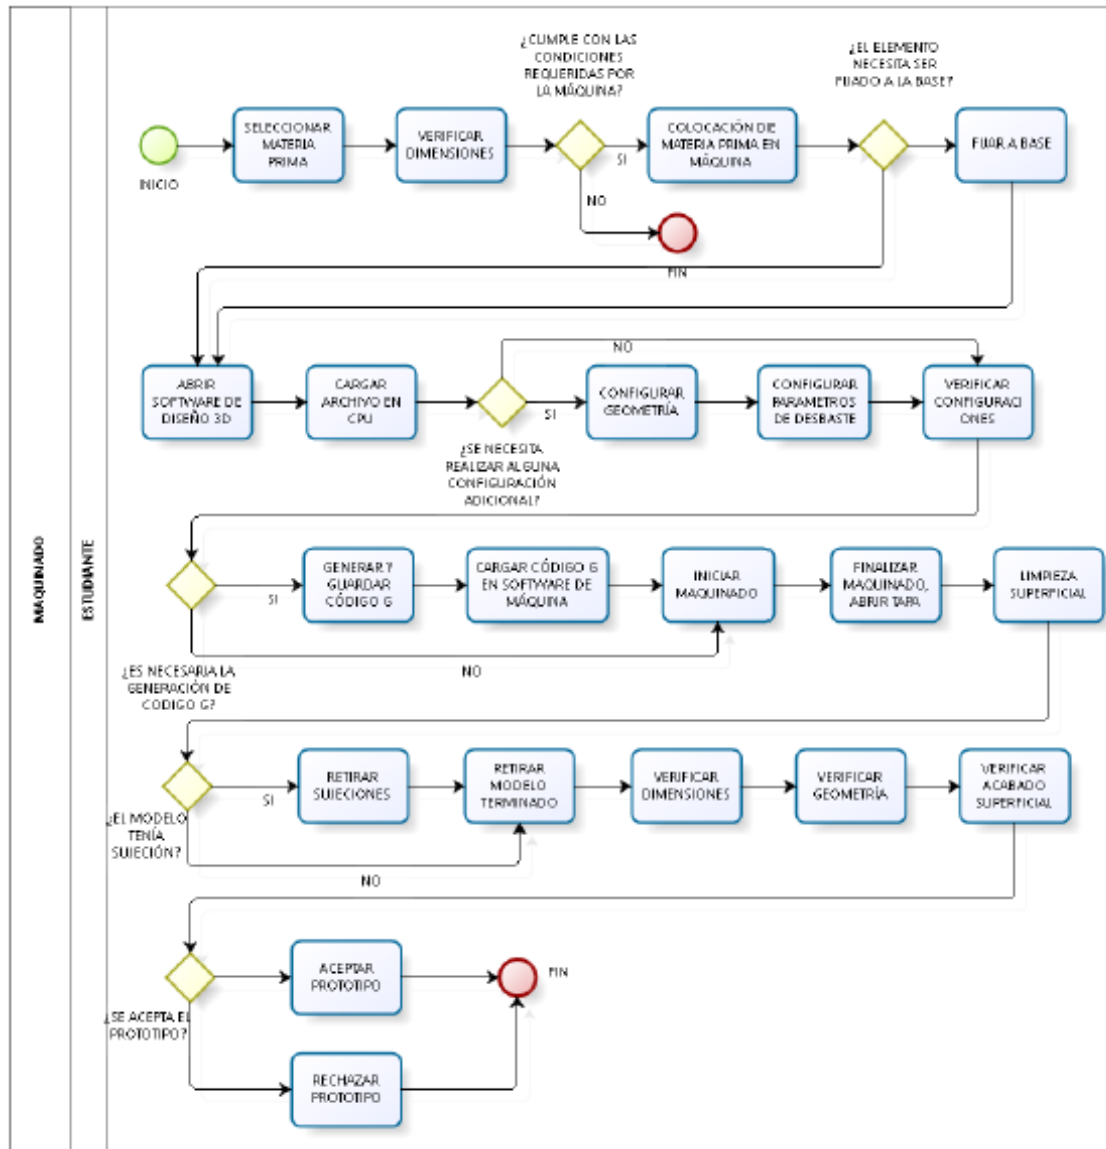 MAQUINADO
ESTUDIANTE
¿CUMPLE CON LAS
CONDICIONES
REQUERIDAS POR
LA MÁQUINA?
¿EL ELEMENTO
NECESITA SER
FIJADO A LA BASE?
INICIO
SELECCIONAR
MATERIA
PRIMA
VERIFICAR
DIMENSIONES
SI
NO
COLOCACIÓN DE
MATERIA PRIMA EN
MÁQUINA
FIJAR A BASE
FIN
ABRIR
SOFTWARE DE
DISEÑO 3D
CARGAR
ARCHIVO EN
CPU
NO
SI
¿SE NECESITA
REALIZAR ALGUNA
CONFIGURACIÓN
ADICIONAL?
CONFIGURAR
GEOMETRÍA
CONFIGURAR
PARAMETROS
DE DESBASTE
VERIFICAR
CONFIGURACI
ONES
SI
NO
¿ES NECESARIA LA
GENERACIÓN DE
CODIGO G?
GENERAR Y
GUARDAR
CÓDIGO G
CARGAR CÓDIGO G
EN SOFTWARE DE
MÁQUINA
INICIAR
MAQUINADO
FINALIZAR
MAQUINADO,
ABRIR TAPA
LIMPIEZA
SUPERFICIAL
SI
NO
¿EL MODELO
TENÍA
SUJECIÓN?
RETIRAR
SUJECIONES
RETIRAR
MODELO
TERMINADO
VERIFICAR
DIMENSIONES
VERIFICAR
GEOMETRÍA
VERIFICAR
ACABADO
SUPERFICIAL
¿SE ACEPTA EL
PROTOTIPO?
ACEPTAR
PROTOTIPO
FIN
RECHAZAR
PROTOTIPO